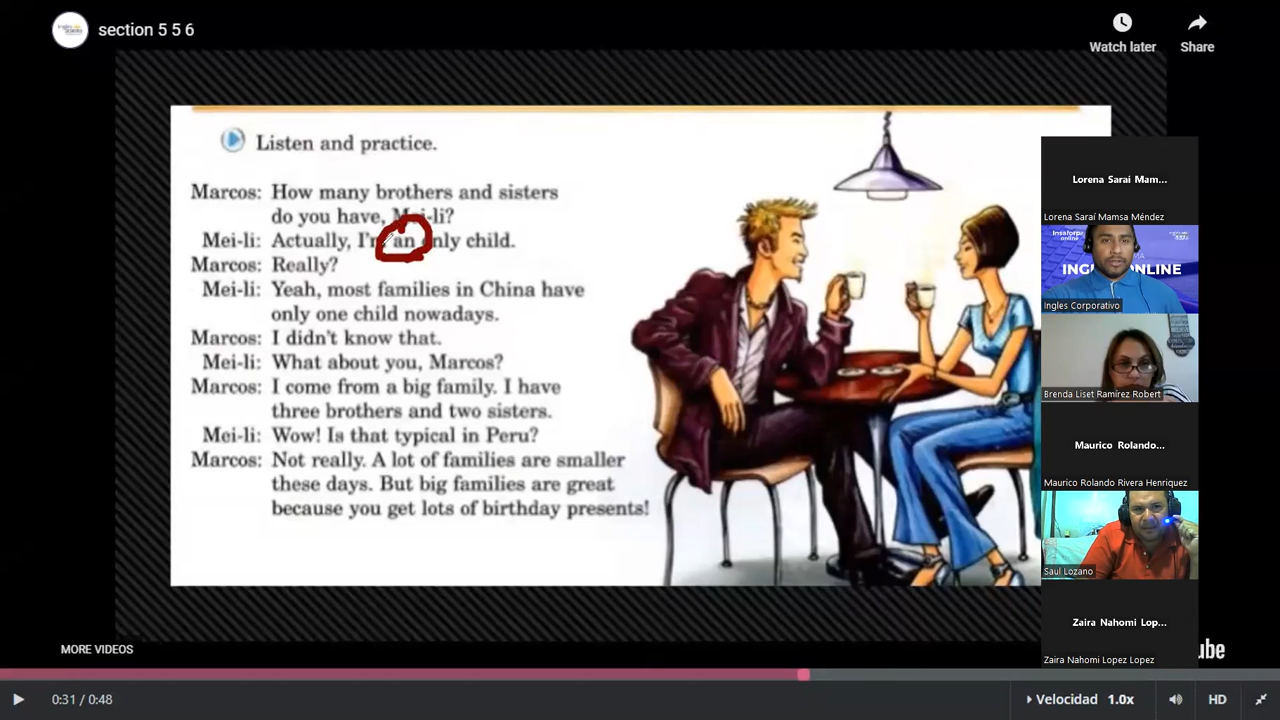 section 5 5 6
Watch later
Share
Listen and practice.
Marcos: How many brothers and sisters
do you have, Mei-li?
Mei-li: Actually, I'm an only child.
Marcos: Really?
Mei-li: Yeah, most families in China have
only one child nowadays.
Marcos: I didn't know that.
Mei-li: What about you, Marcos?
Marcos: I come from a big family. I have
three brothers and two sisters.
Mei-li: Wow! Is that typical in Peru?
Marcos: Not really. A lot of families are smaller
these days. But big families are great
because you get lots of birthday presents!
Lorena Sarai Mam...
Lorena Saraí Mamsa Méndez
Ingles Corporativo
Brenda Liset Ramírez Robert
Maurico Rolando...
Maurico Rolando Rivera Henriquez
Saul Lozano
Zaira Nahomi Lop...
Zaira Nahomi Lopez Lopez
MORE VIDEOS
0:31 / 0:48
Velocidad 1.0x
HD